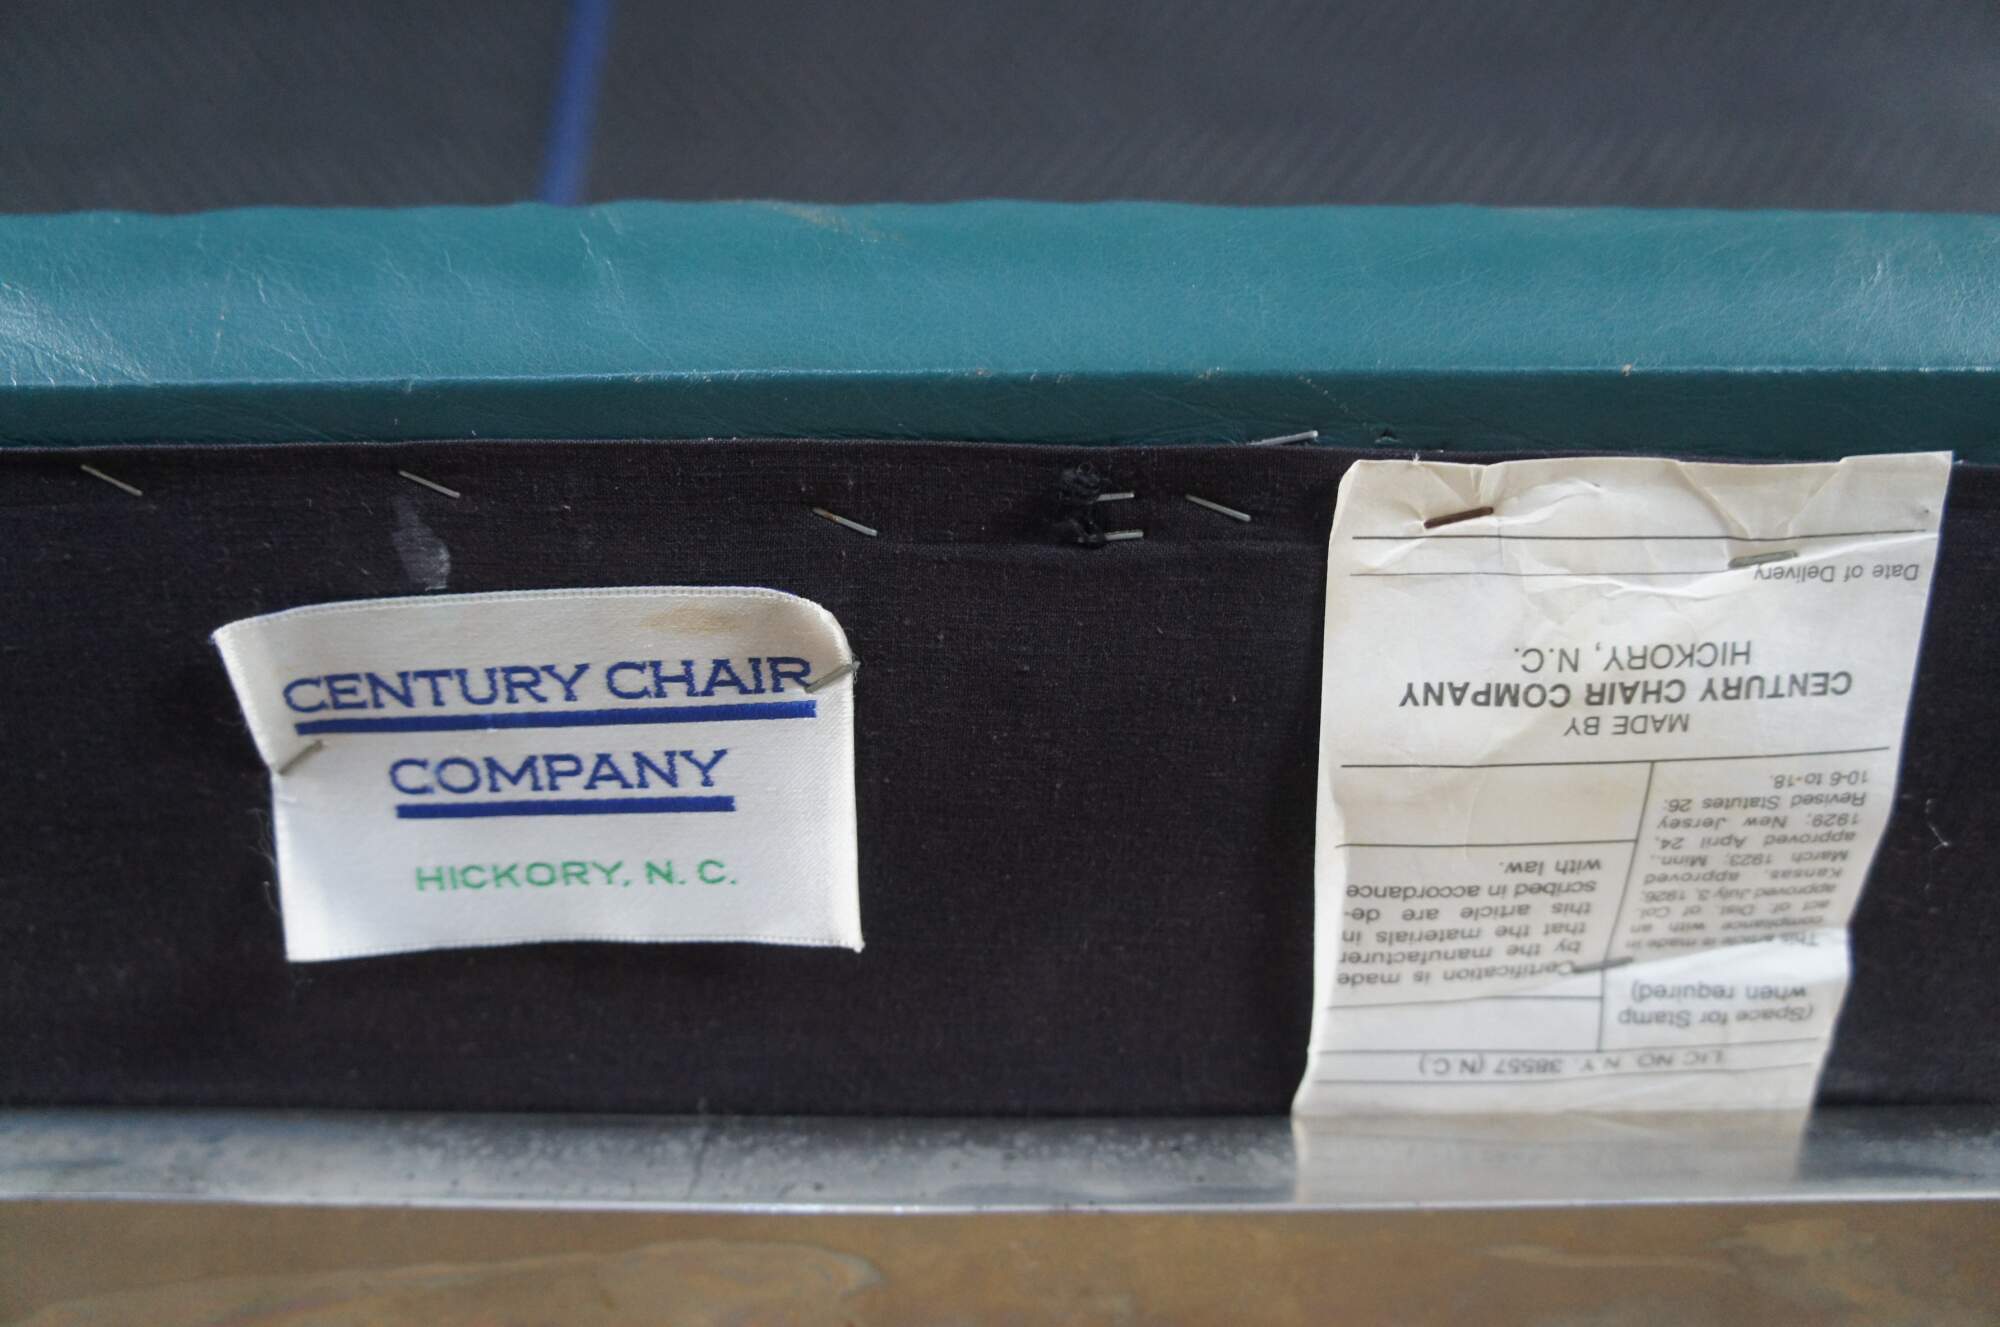 CENTURY CHAIR
COMPANY
HICKORY, N. C.
LIC NO. N.Y. 38557 (N C)
(Space for Stamp
when required)
This article is made in
compliance with an
act of Dist. of Col.
approved July 3, 1926;
Kansas, approved
March 1923; Minn.,
approved April 24,
1929; New Jersey
Revised Statutes 26:
10-6 to-18.
Certification is made
by the manufacturer
that the materials in
this article are de-
scribed in accordance
with law.
MADE BY
CENTURY CHAIR COMPANY
HICKORY, N.C.
Date of Delivery